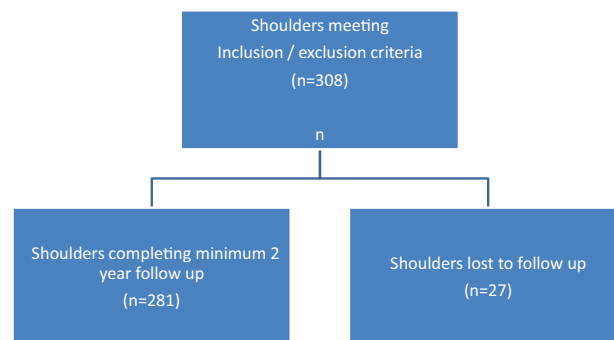 Shoulders meeting
Inclusion / exclusion criteria
(n=308)
n
Shoulders completing minimum 2
year follow up
(n=281)
Shoulders lost to follow up
(n=27)